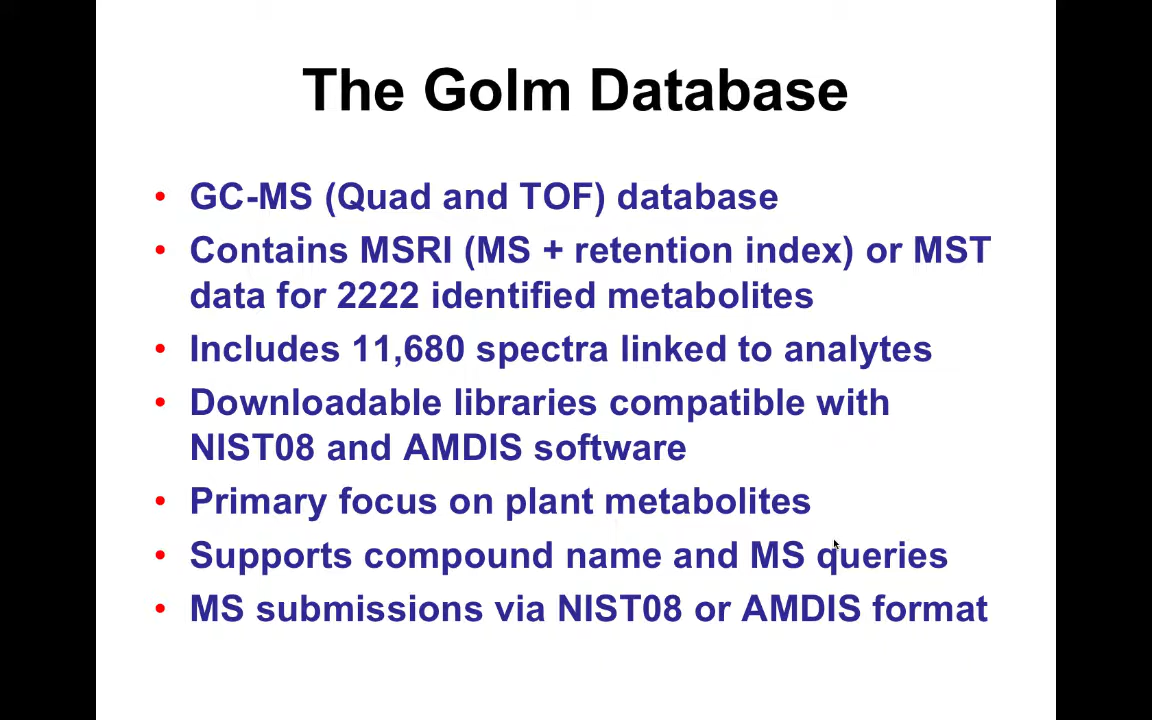 The Golm Database
• GC-MS (Quad and TOF) database
• Contains MSRI (MS + retention index) or MST
data for 2222 identified metabolites
• Includes 11,680 spectra linked to analytes
• Downloadable libraries compatible with
NIST08 and AMDIS software
• Primary focus on plant metabolites
• Supports compound name and MS queries
• MS submissions via NIST08 or AMDIS format